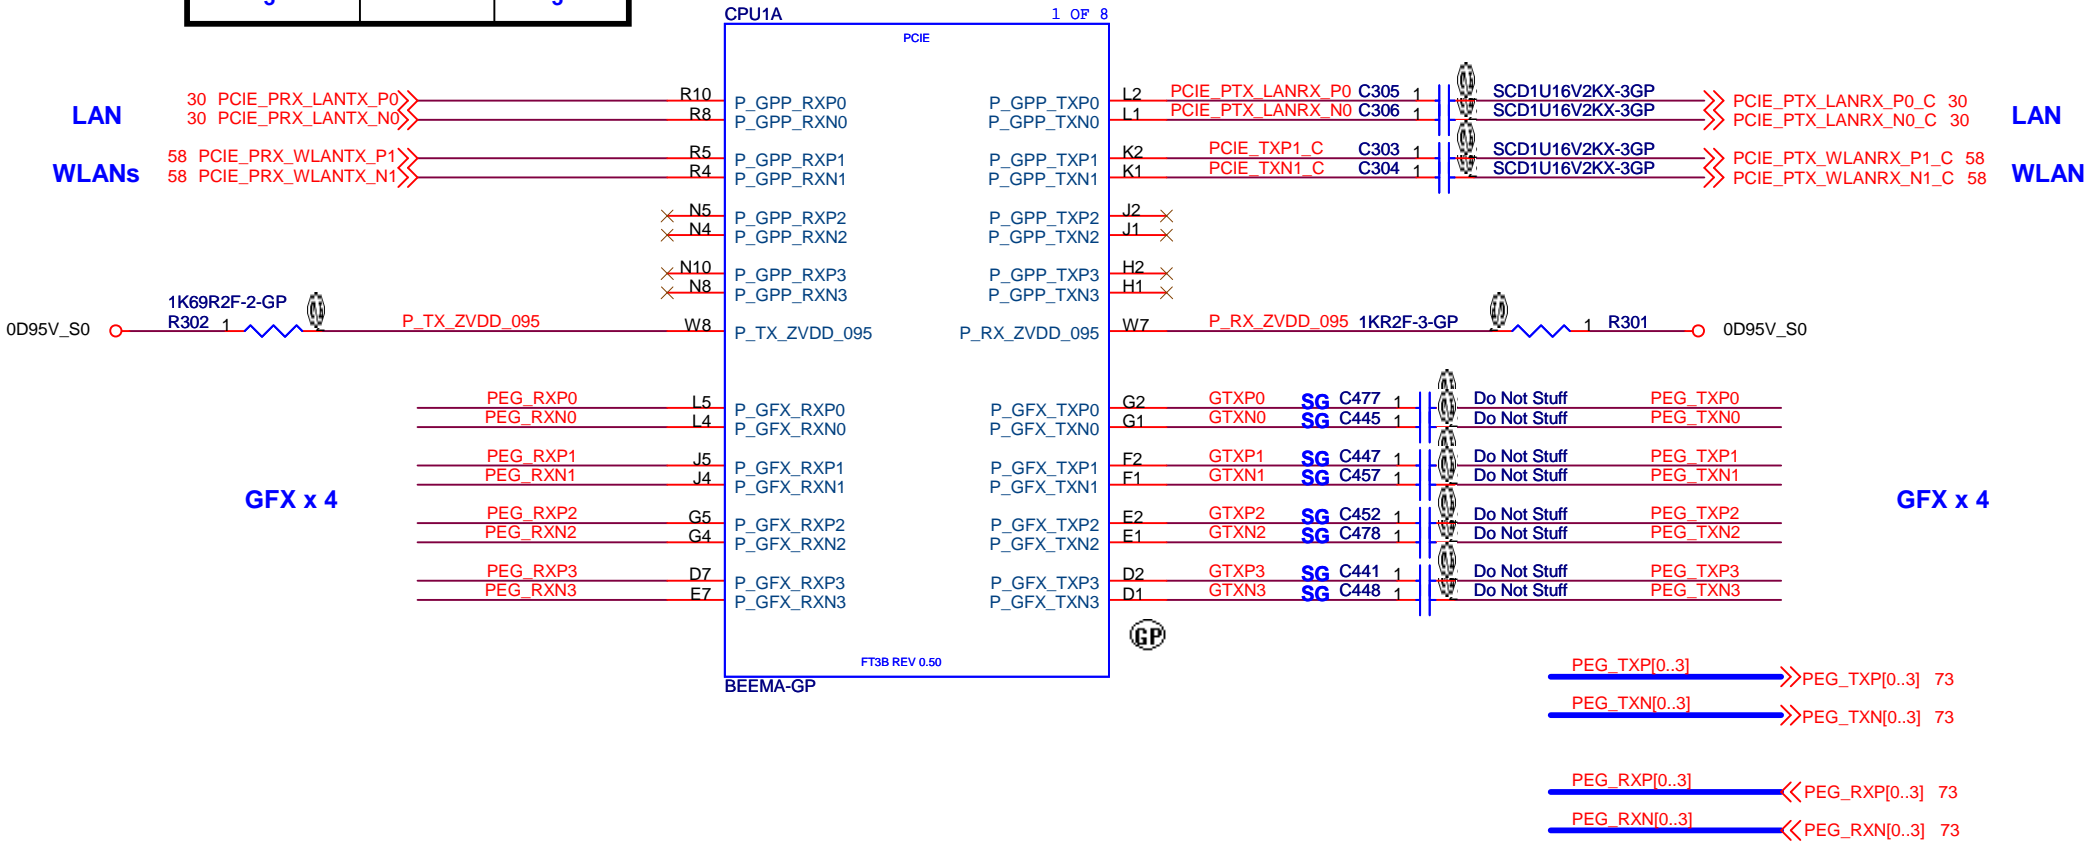 CPU1A 1 OF 8
PCIE
LAN
30 PCIE_PRX_LANTX_P0
30 PCIE_PRX_LANTX_N0
R10 P_GPP_RXP0
R8 P_GPP_RXN0
P_GPP_TXP0 L2 PCIE_PTX_LANRX_P0 C305 1 SCD1U16V2KX-3GP PCIE_PTX_LANRX_P0_C 30
P_GPP_TXN0 L1 PCIE_PTX_LANRX_N0 C306 1 SCD1U16V2KX-3GP PCIE_PTX_LANRX_N0_C 30
LAN
WLANs
58 PCIE_PRX_WLANTX_P1
58 PCIE_PRX_WLANTX_N1
R5 P_GPP_RXP1
R4 P_GPP_RXN1
P_GPP_TXP1 K2 PCIE_TXP1_C C303 1 SCD1U16V2KX-3GP PCIE_PTX_WLANRX_P1_C 58
P_GPP_TXN1 K1 PCIE_TXN1_C C304 1 SCD1U16V2KX-3GP PCIE_PTX_WLANRX_N1_C 58
WLAN
N5 P_GPP_RXP2 P_GPP_TXP2 J2
N4 P_GPP_RXN2 P_GPP_TXN2 J1
N10 P_GPP_RXP3 P_GPP_TXP3 H2
N8 P_GPP_RXN3 P_GPP_TXN3 H1
1K69R2F-2-GP
0D95V_S0 R302 1 P_TX_ZVDD_095 W8 P_TX_ZVDD_095
P_RX_ZVDD_095 W7 P_RX_ZVDD_095 1KR2F-3-GP 1 R301 0D95V_S0
PEG_RXP0 L5 P_GFX_RXP0 P_GFX_TXP0 G2 GTXP0 SG C477 1 Do Not Stuff PEG_TXP0
PEG_RXN0 L4 P_GFX_RXN0 P_GFX_TXN0 G1 GTXN0 SG C445 1 Do Not Stuff PEG_TXN0
PEG_RXP1 J5 P_GFX_RXP1 P_GFX_TXP1 F2 GTXP1 SG C447 1 Do Not Stuff PEG_TXP1
PEG_RXN1 J4 P_GFX_RXN1 P_GFX_TXN1 F1 GTXN1 SG C457 1 Do Not Stuff PEG_TXN1
GFX x 4
GFX x 4
PEG_RXP2 G5 P_GFX_RXP2 P_GFX_TXP2 E2 GTXP2 SG C452 1 Do Not Stuff PEG_TXP2
PEG_RXN2 G4 P_GFX_RXN2 P_GFX_TXN2 E1 GTXN2 SG C478 1 Do Not Stuff PEG_TXN2
PEG_RXP3 D7 P_GFX_RXP3 P_GFX_TXP3 D2 GTXP3 SG C441 1 Do Not Stuff PEG_TXP3
PEG_RXN3 E7 P_GFX_RXN3 P_GFX_TXN3 D1 GTXN3 SG C448 1 Do Not Stuff PEG_TXN3
GP
FT3B REV 0.50
BEEMA-GP
PEG_TXP[0..3] PEG_TXP[0..3] 73
PEG_TXN[0..3] PEG_TXN[0..3] 73
PEG_RXP[0..3] PEG_RXP[0..3] 73
PEG_RXN[0..3] PEG_RXN[0..3] 73